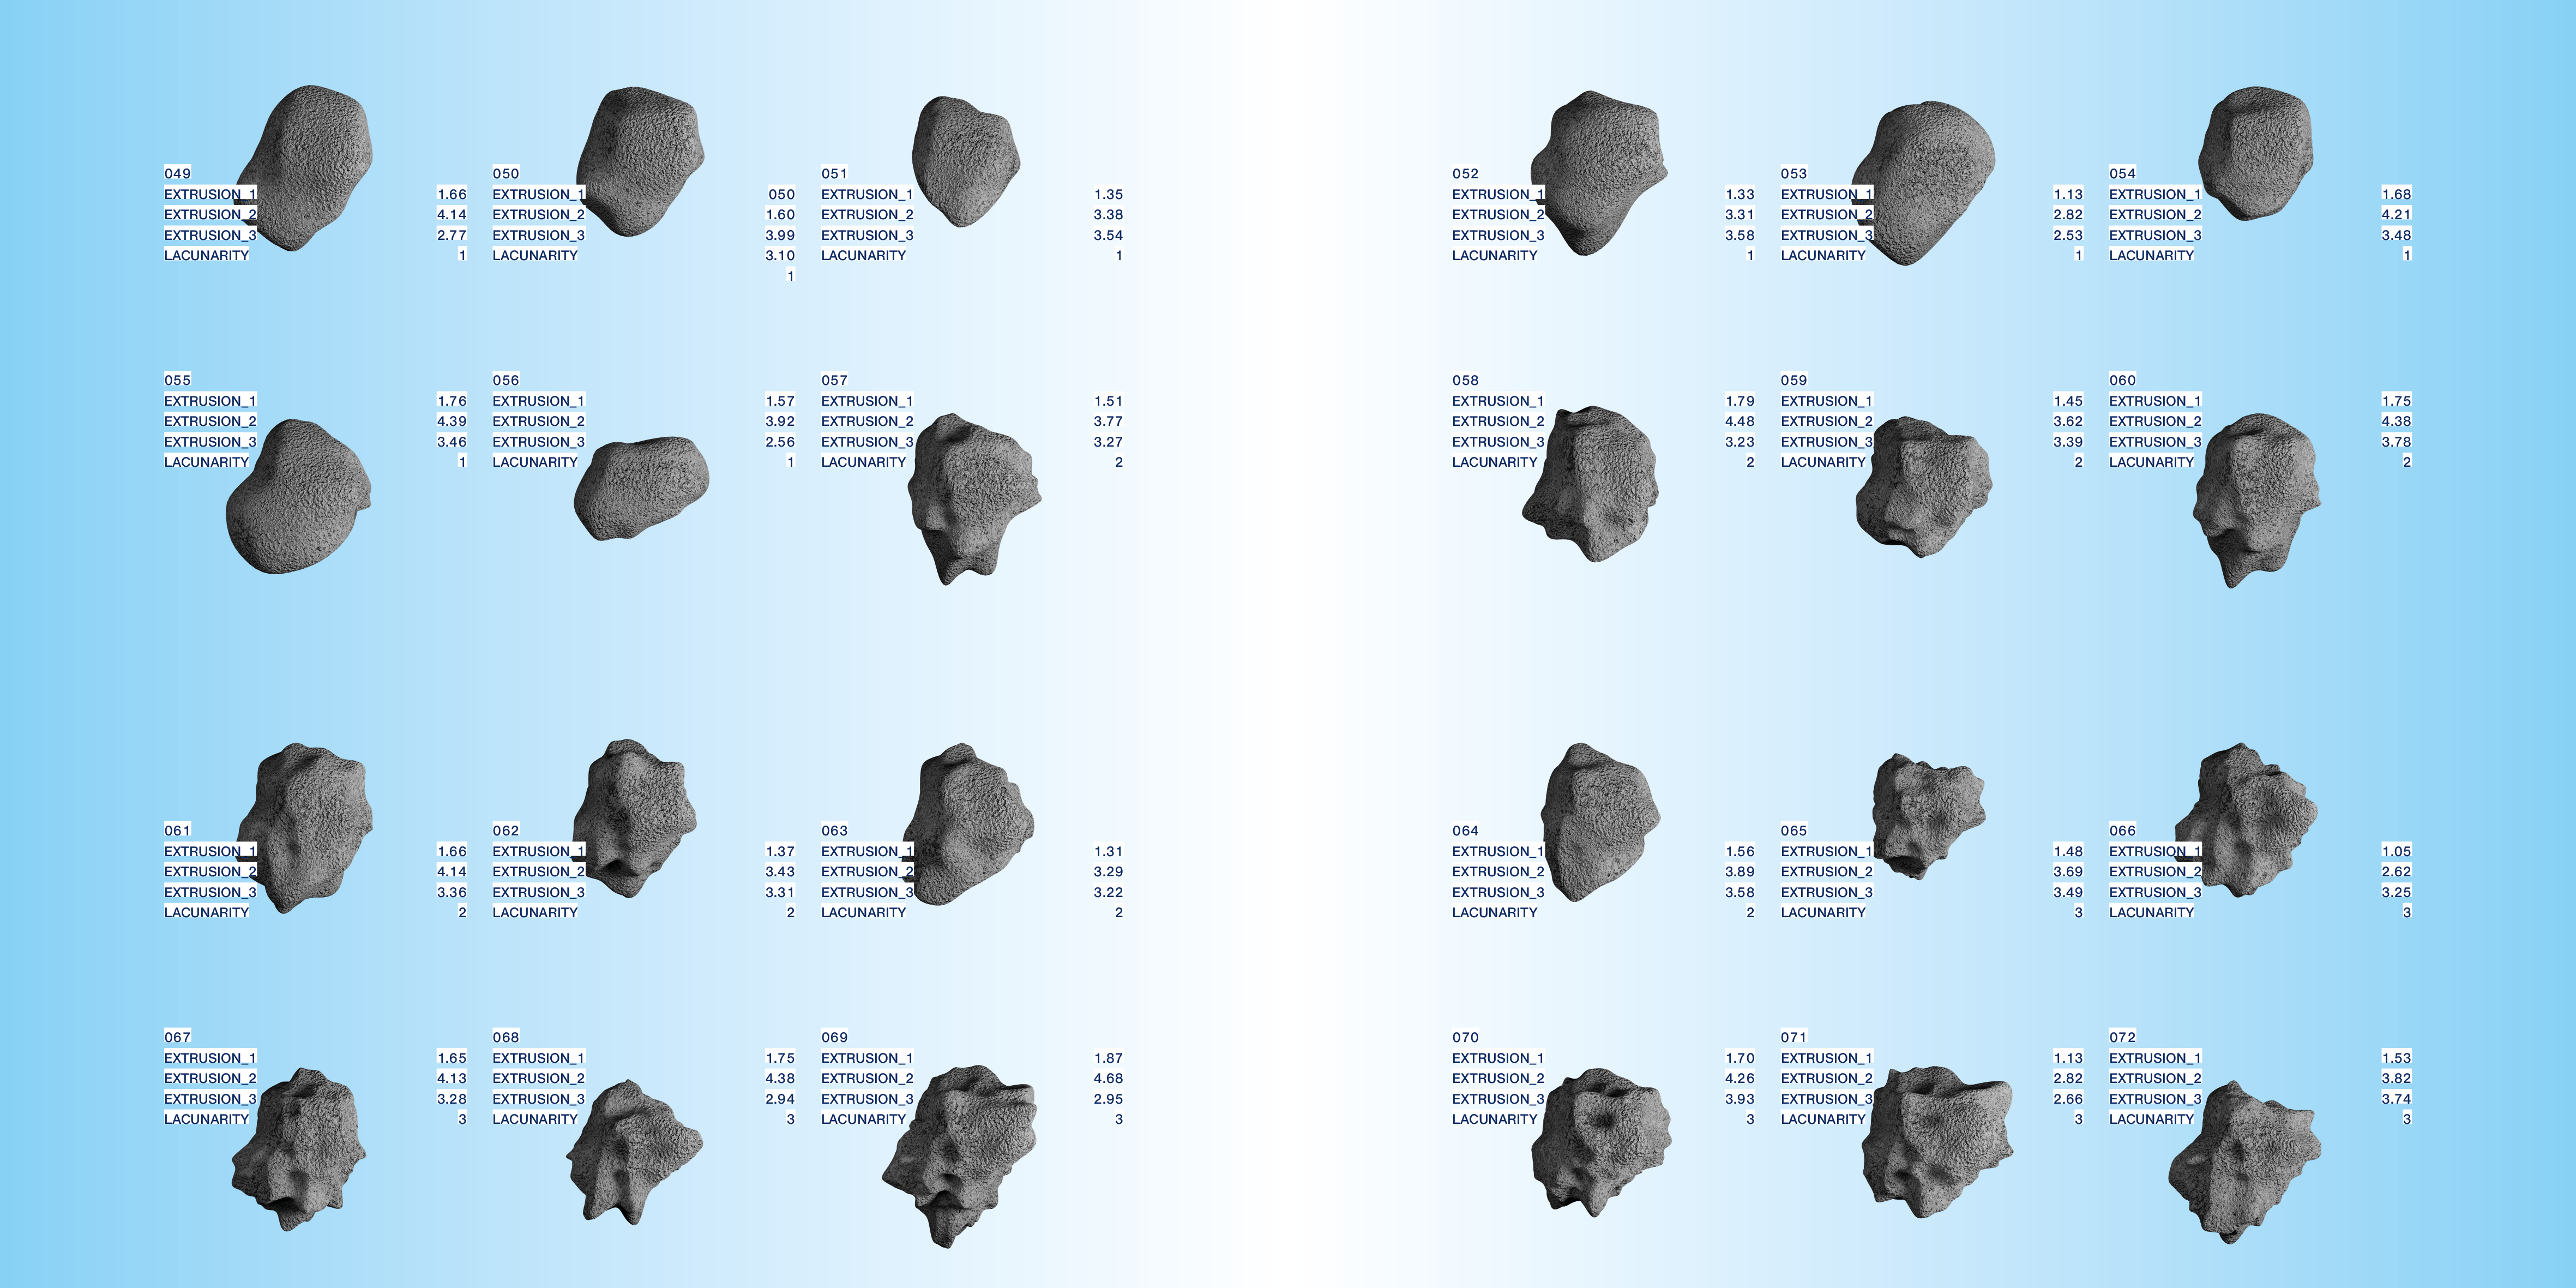 049
EXTRUSION_1 1.66
EXTRUSION_2 4.14
EXTRUSION_3 2.77
LACUNARITY 1
050
EXTRUSION_1 050
EXTRUSION_2 1.60
EXTRUSION_3 3.99
LACUNARITY 3.10
1
051
EXTRUSION_1 1.35
EXTRUSION_2 3.38
EXTRUSION_3 3.54
LACUNARITY 1
052
EXTRUSION_1 1.33
EXTRUSION_2 3.31
EXTRUSION_3 3.58
LACUNARITY 1
053
EXTRUSION_1 1.13
EXTRUSION_2 2.82
EXTRUSION_3 2.53
LACUNARITY 1
054
EXTRUSION_1 1.68
EXTRUSION_2 4.21
EXTRUSION_3 3.48
LACUNARITY 1
055
EXTRUSION_1 1.76
EXTRUSION_2 4.39
EXTRUSION_3 3.46
LACUNARITY 1
056
EXTRUSION_1 1.57
EXTRUSION_2 3.92
EXTRUSION_3 2.56
LACUNARITY 1
057
EXTRUSION_1 1.51
EXTRUSION_2 3.77
EXTRUSION_3 3.27
LACUNARITY 2
058
EXTRUSION_1 1.79
EXTRUSION_2 4.48
EXTRUSION_3 3.23
LACUNARITY 2
059
EXTRUSION_1 1.45
EXTRUSION_2 3.62
EXTRUSION_3 3.39
LACUNARITY 2
060
EXTRUSION_1 1.75
EXTRUSION_2 4.38
EXTRUSION_3 3.78
LACUNARITY 2
061
EXTRUSION_1 1.66
EXTRUSION_2 4.14
EXTRUSION_3 3.36
LACUNARITY 2
062
EXTRUSION_1 1.37
EXTRUSION_2 3.43
EXTRUSION_3 3.31
LACUNARITY 2
063
EXTRUSION_1 1.31
EXTRUSION_2 3.29
EXTRUSION_3 3.22
LACUNARITY 2
064
EXTRUSION_1 1.56
EXTRUSION_2 3.89
EXTRUSION_3 3.58
LACUNARITY 2
065
EXTRUSION_1 1.48
EXTRUSION_2 3.69
EXTRUSION_3 3.49
LACUNARITY 3
066
EXTRUSION_1 1.05
EXTRUSION_2 2.62
EXTRUSION_3 3.25
LACUNARITY 3
067
EXTRUSION_1 1.65
EXTRUSION_2 4.13
EXTRUSION_3 3.28
LACUNARITY 3
068
EXTRUSION_1 1.75
EXTRUSION_2 4.38
EXTRUSION_3 2.94
LACUNARITY 3
069
EXTRUSION_1 1.87
EXTRUSION_2 4.68
EXTRUSION_3 2.95
LACUNARITY 3
070
EXTRUSION_1 1.70
EXTRUSION_2 4.26
EXTRUSION_3 3.93
LACUNARITY 3
071
EXTRUSION_1 1.13
EXTRUSION_2 2.82
EXTRUSION_3 2.66
LACUNARITY 3
072
EXTRUSION_1 1.53
EXTRUSION_2 3.82
EXTRUSION_3 3.74
LACUNARITY 3